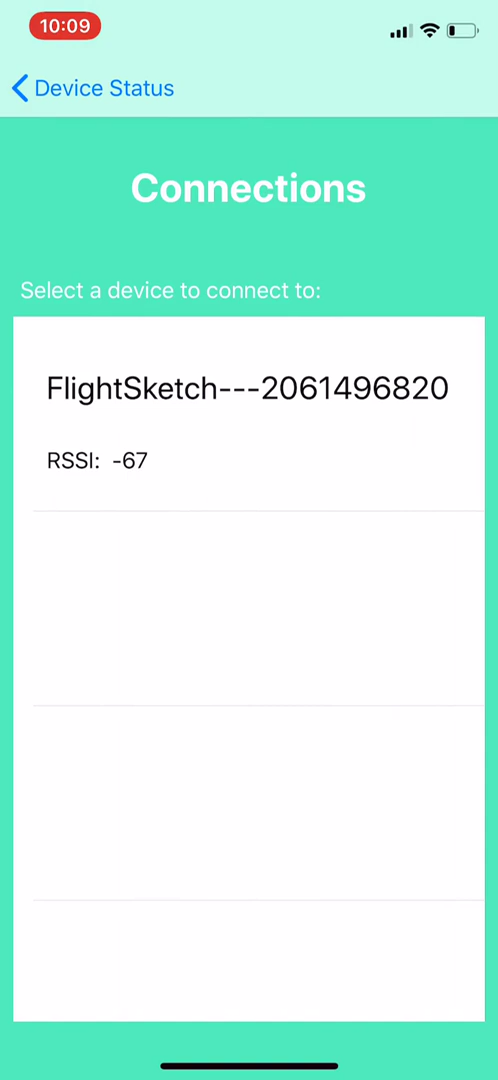 10:09
Device Status
Connections
Select a device to connect to:
FlightSketch---2061496820
RSSI:  -67